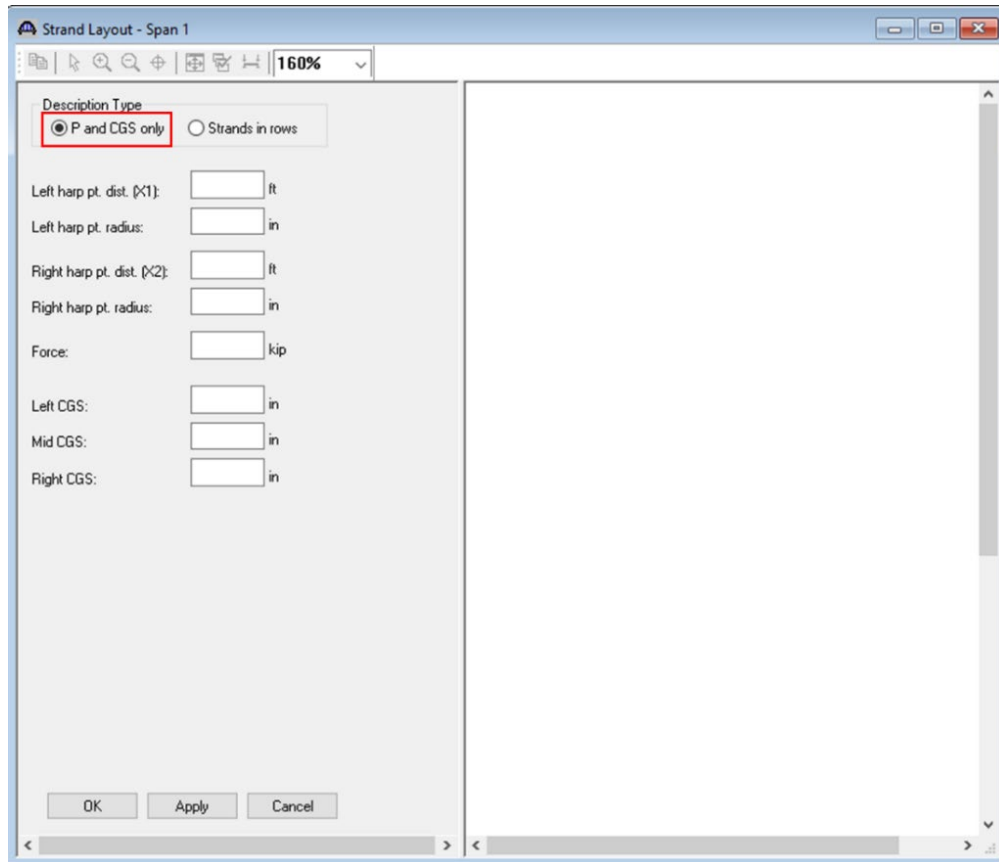 Strand Layout - Span 1
160%
Description Type
P and CGS only Strands in rows
Left harp pt. dist. (X1): ft
Left harp pt. radius: in
Right harp pt. dist. (X2): ft
Right harp pt. radius: in
Force: kip
Left CGS: in
Mid CGS: in
Right CGS: in
OK Apply Cancel